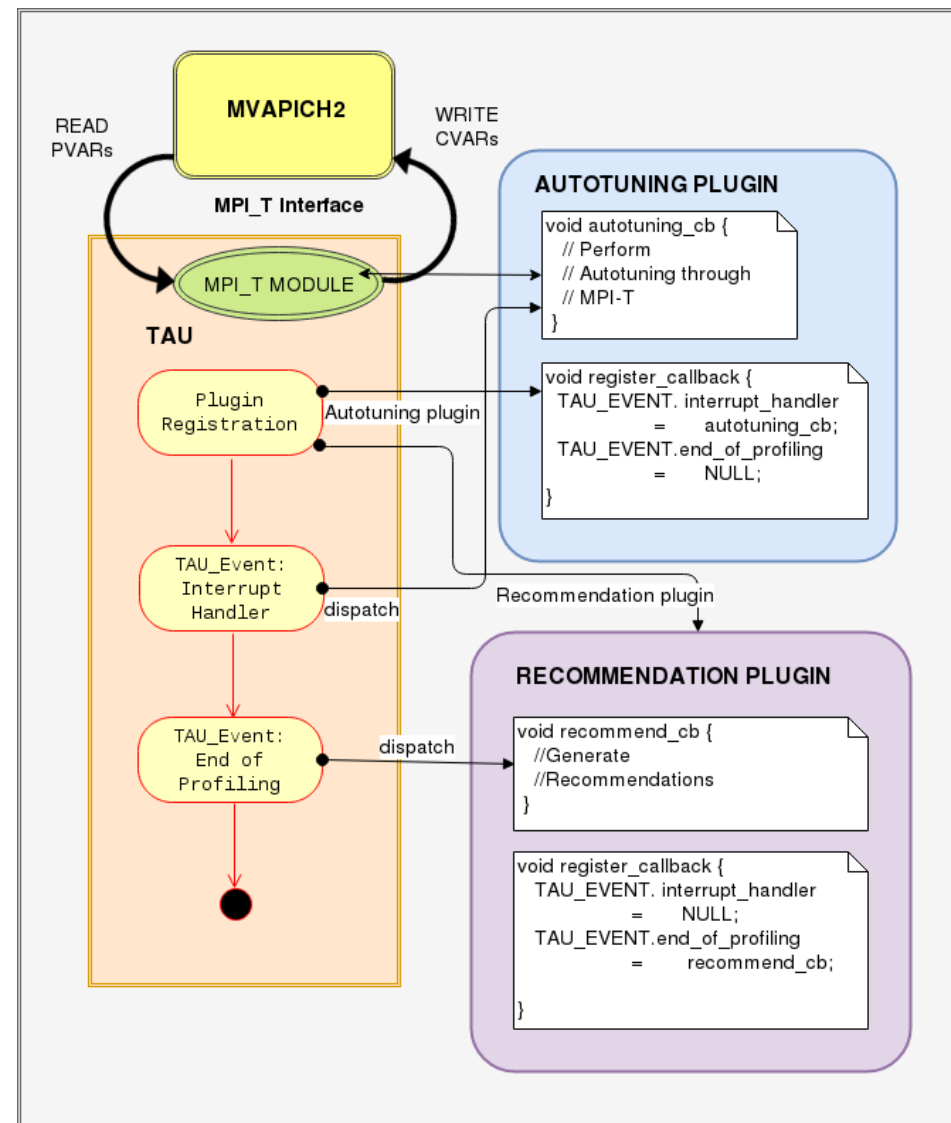 MVAPICH2
READ
PVARs
WRITE
CVARs
MPI_T Interface
MPI_T MODULE
TAU
Plugin
Registration
Autotuning plugin
TAU_Event:
Interrupt
Handler
dispatch
Recommendation plugin
TAU_Event:
End of
Profiling
dispatch
AUTOTUNING PLUGIN
void autotuning_cb {
// Perform
// Autotuning through
// MPI-T
}
void register_callback {
TAU_EVENT. interrupt_handler
= autotuning_cb;
TAU_EVENT.end_of_profiling
= NULL;
}
RECOMMENDATION PLUGIN
void recommend_cb {
//Generate
//Recommendations
}
void register_callback {
TAU_EVENT. interrupt_handler
= NULL;
TAU_EVENT.end_of_profiling
= recommend_cb;
}